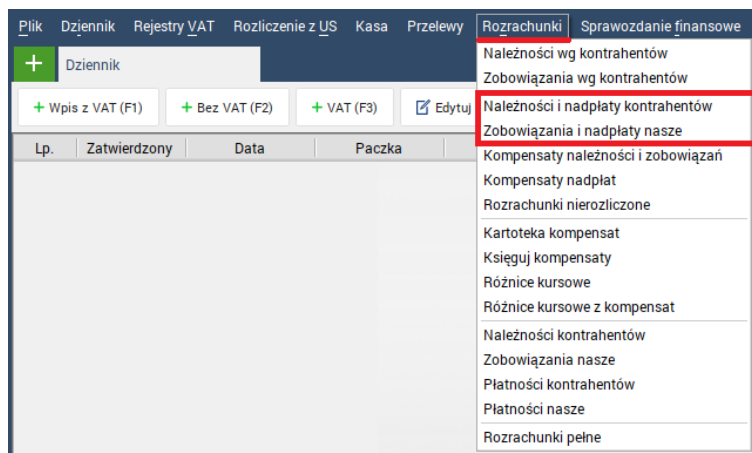 Plik Dziennik Rejestry VAT Rozliczenie z US Kasa Przelewy Rozrachunki Sprawozdanie finansowe
+ Dziennik
+ Wpis z VAT (F1) + Bez VAT (F2) + VAT (F3) Edytuj
Lp. Zatwierdzony Data Paczka
Należności wg kontrahentów
Zobowiązania wg kontrahentów
Należności i nadpłaty kontrahentów
Zobowiązania i nadpłaty nasze
Kompensaty należności i zobowiązań
Kompensaty nadpłat
Rozrachunki nierozliczone
Kartoteka kompensat
Księguj kompensaty
Różnice kursowe
Różnice kursowe z kompensat
Należności kontrahentów
Zobowiązania nasze
Płatności kontrahentów
Płatności nasze
Rozrachunki pełne